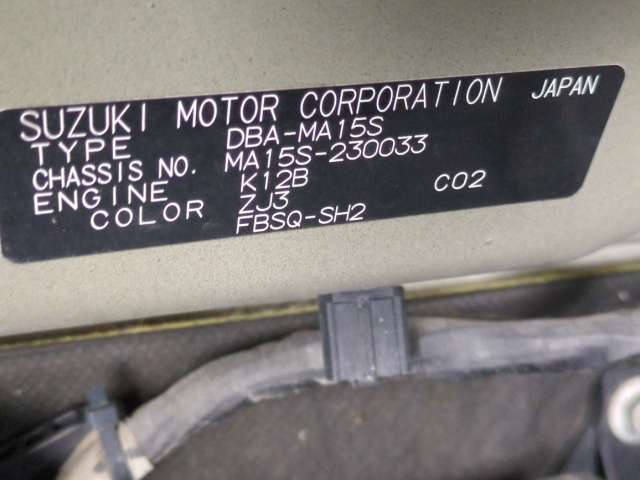 SUZUKI MOTOR CORPORATION JAPAN
TYPE DBA-MA15S
CHASSIS NO. MA15S-230033
ENGINE K12B C02
COLOR ZJ3
FBSQ-SH2